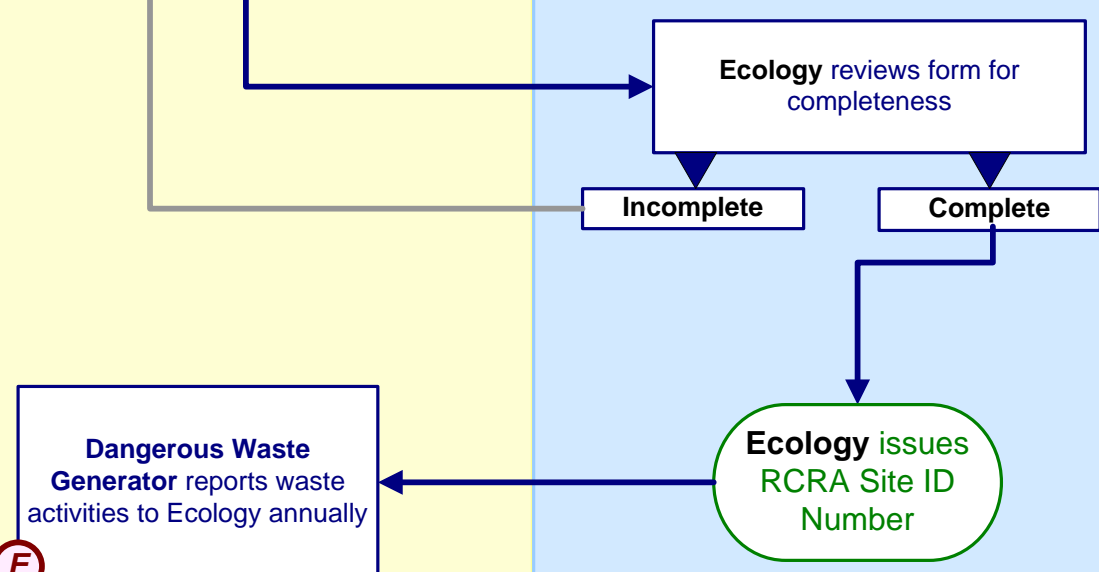 Ecology reviews form for
completeness
Incomplete
Complete
Dangerous Waste
Generator reports waste
activities to Ecology annually
Ecology issues
RCRA Site ID
Number